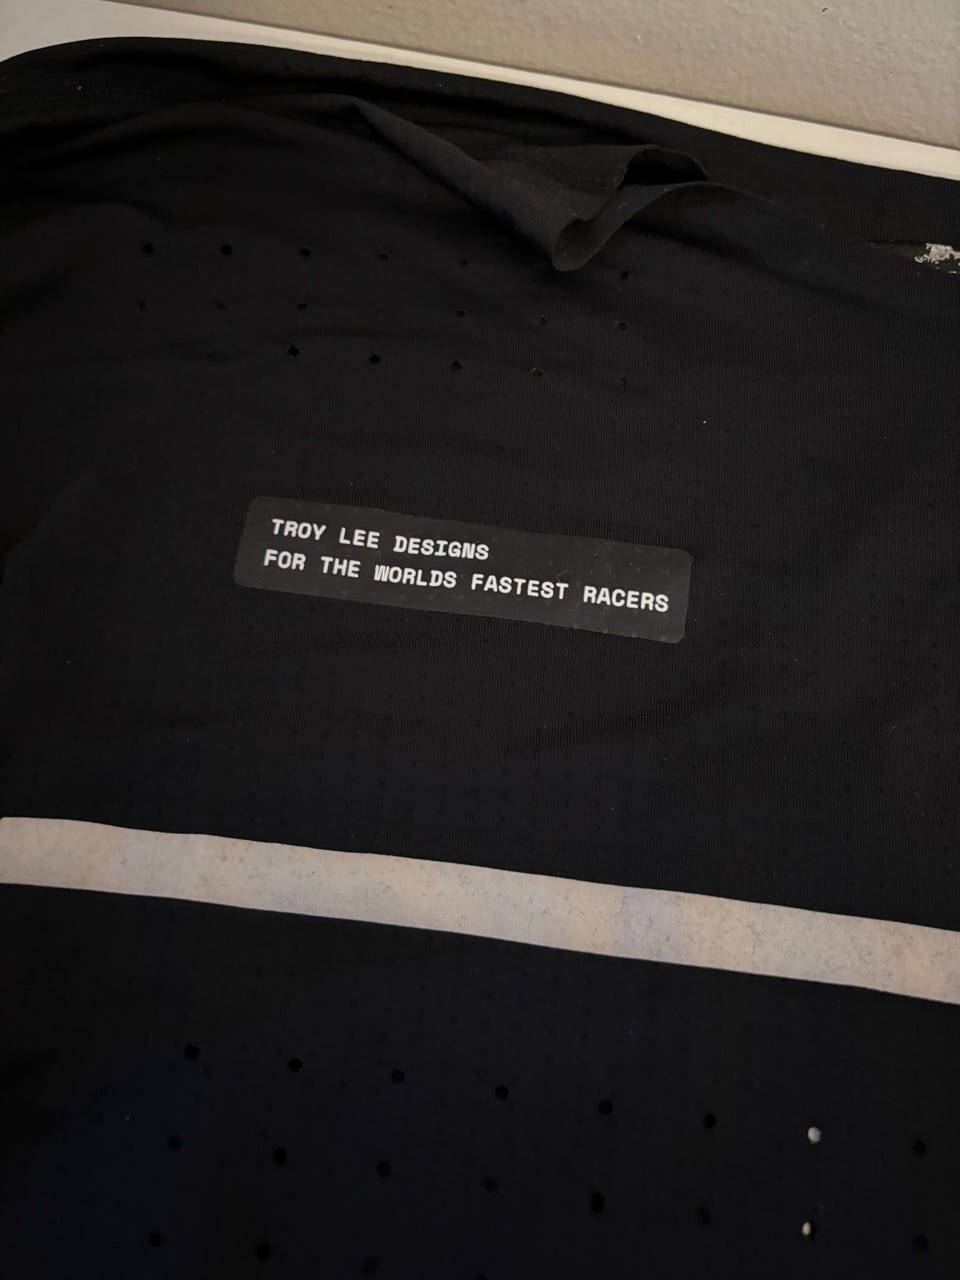 TROY LEE DESIGNS
FOR THE WORLDS FASTEST RACERS